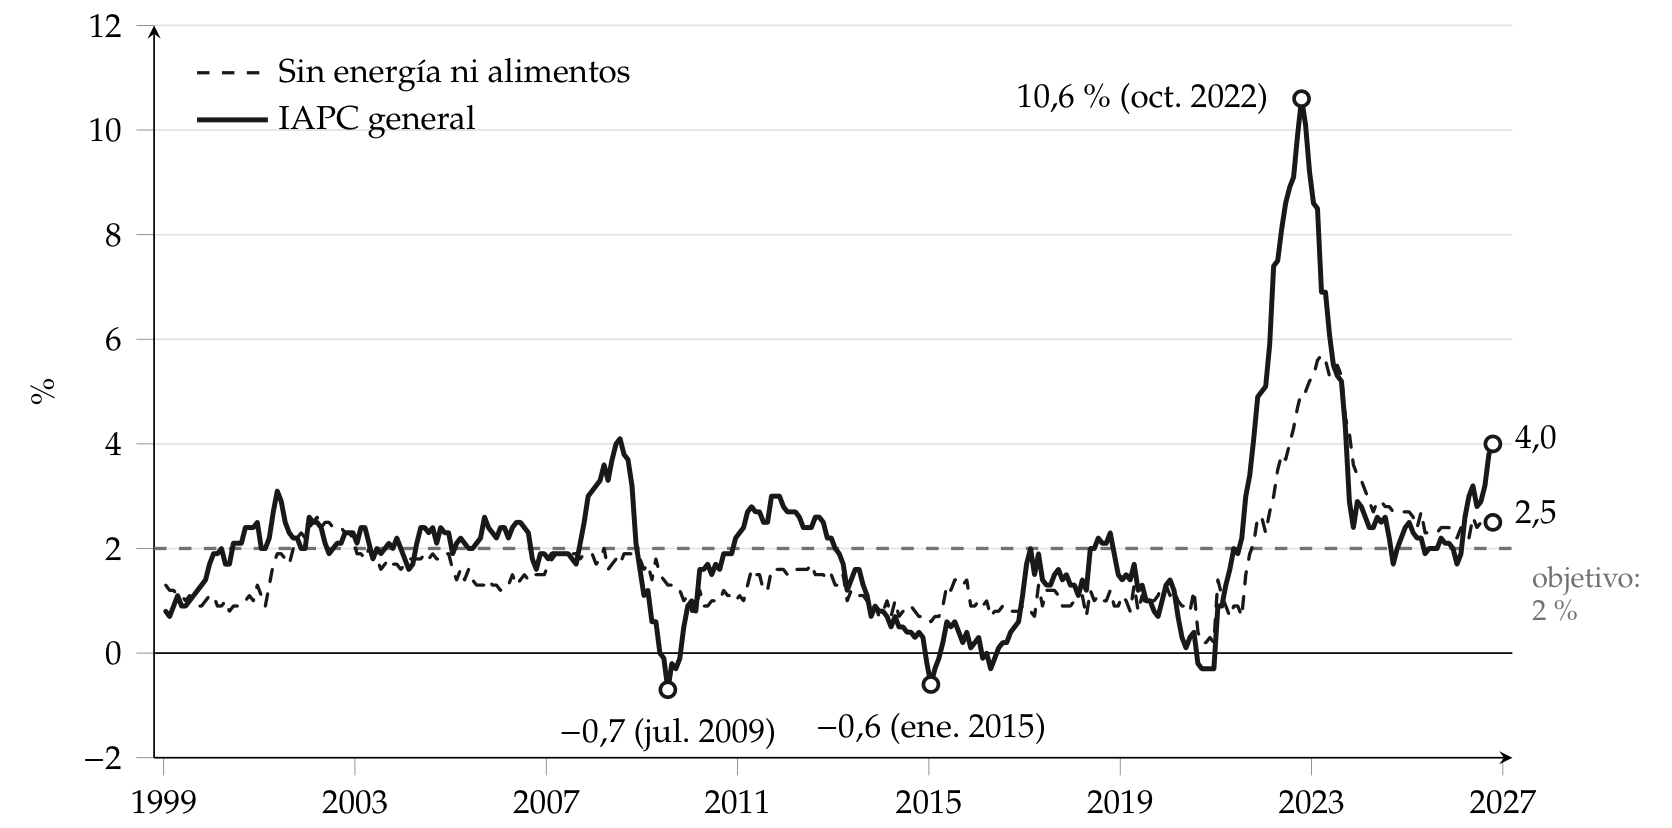 12
10
8
6
4
2
0
−2
%
Sin energía ni alimentos
IAPC general
10,6 % (oct. 2022)
4,0
2,5
objetivo:
2 %
−0,7 (jul. 2009)
−0,6 (ene. 2015)
1999 2003 2007 2011 2015 2019 2023 2027